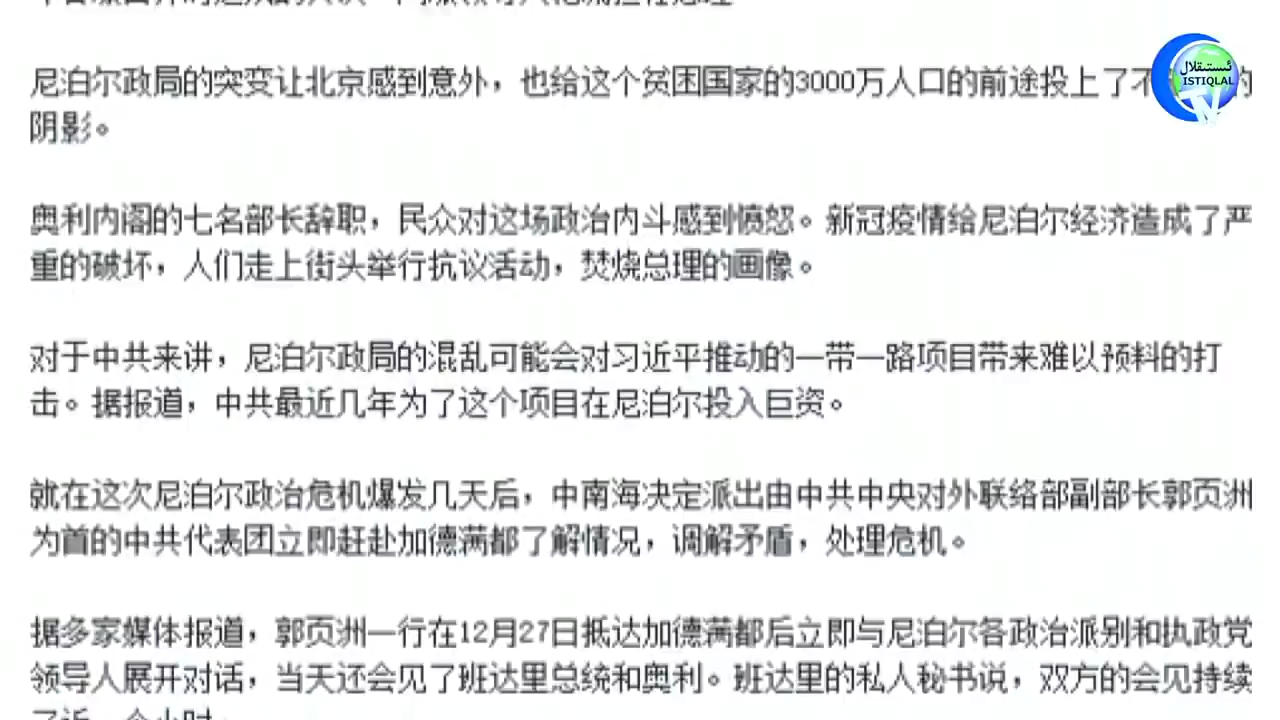 尼泊尔政局的突变让北京感到意外，也给这个贫困国家的3000万人口的前途投上了不 的
阴影。
奥利内阁的七名部长辞职，民众对这场政治内斗感到愤怒。新冠疫情给尼泊尔经济造成了严
重的破坏，人们走上街头举行抗议活动，焚烧总理的画像。
对于中共来讲，尼泊尔政局的混乱可能会对习近平推动的一带一路项目带来难以预料的打
击。据报道，中共最近几年为了这个项目在尼泊尔投入巨资。
就在这次尼泊尔政治危机爆发几天后，中南海决定派出由中共中央对外联络部副部长郭页洲
为首的中共代表团立即赶赴加德满都了解情况，调解矛盾，处理危机。
据多家媒体报道，郭页洲一行在12月27日抵达加德满都后立即与尼泊尔各政治派别和执政党
领导人展开对话，当天还会见了班达里总统和奥利。班达里的私人秘书说，双方的会见持续
ئىستىقلال
ISTIQLAL
TV